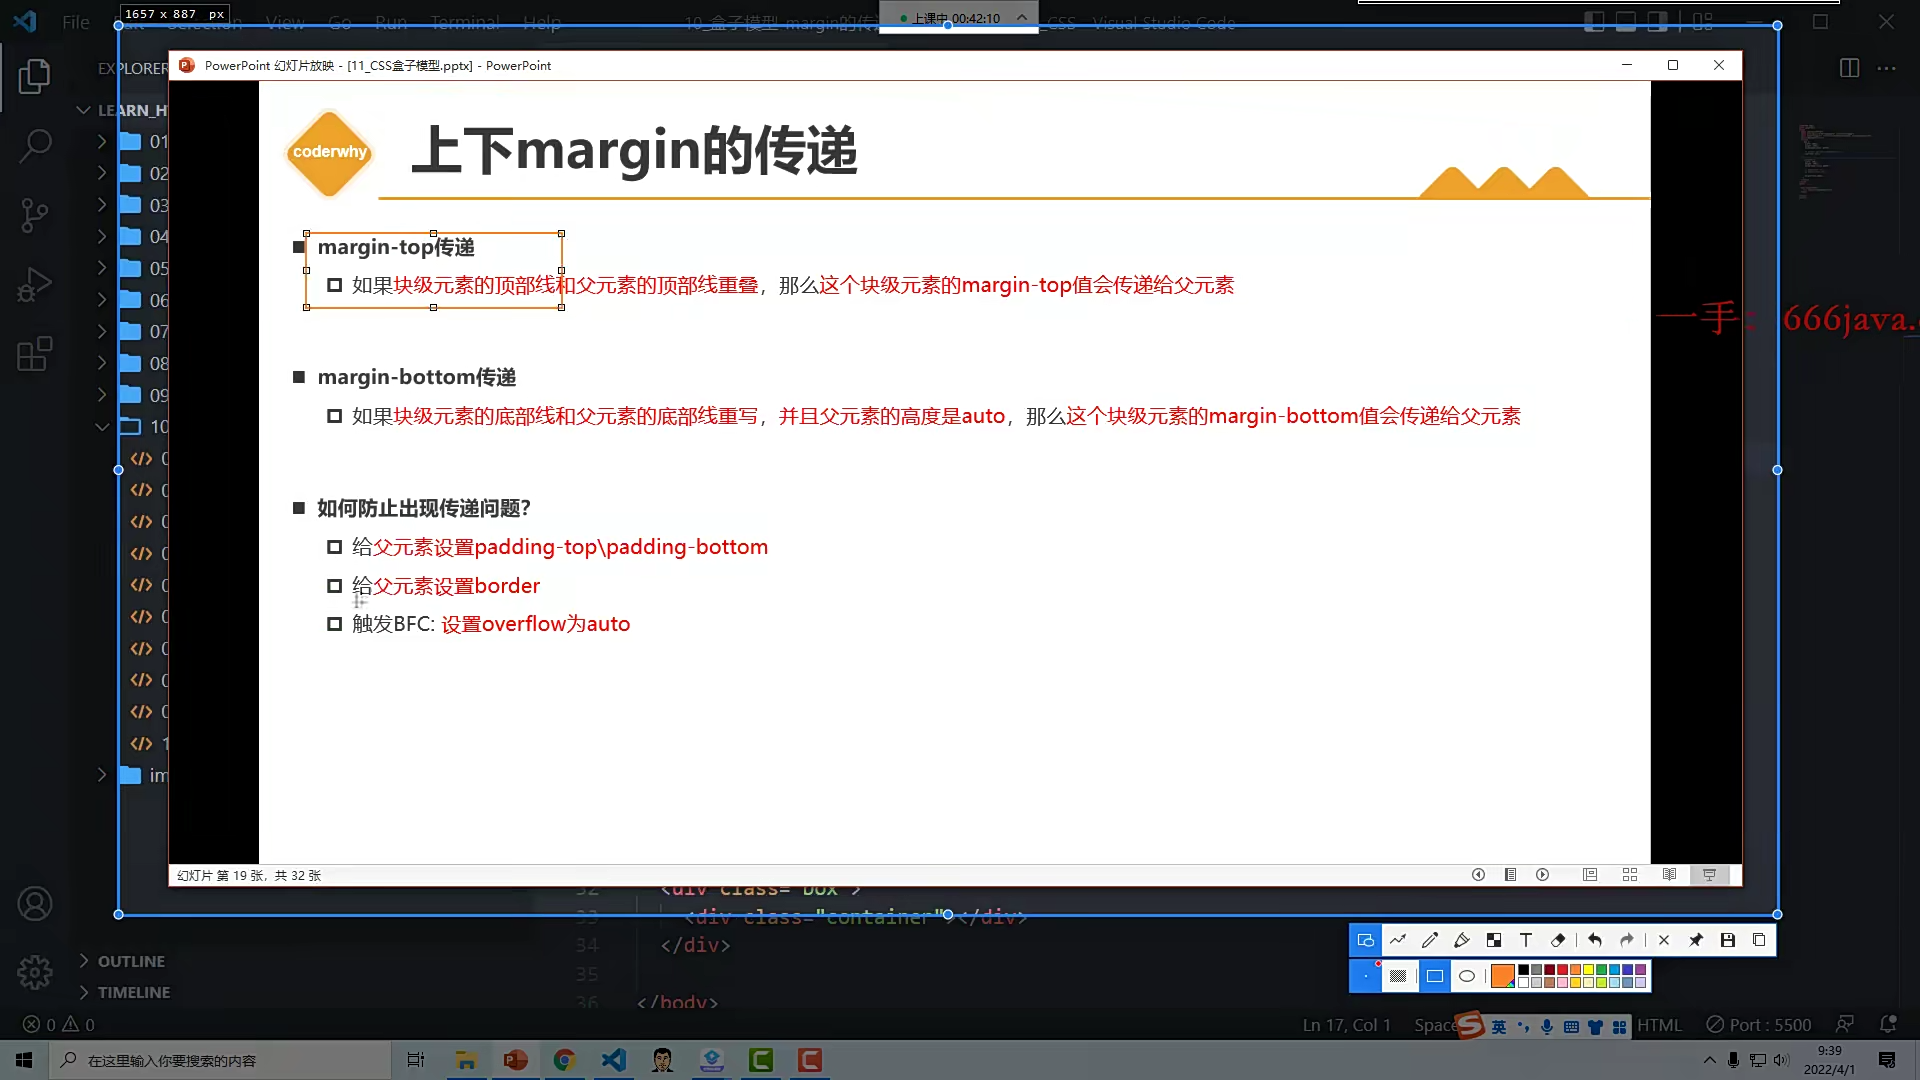 1657 x 887 px
上课中 00:42:10
File
Selection
View
Go
Run
Terminal
Help
10_盒子模型-margin的传
CSS - Visual Studio Code
EXPLORER
PowerPoint 幻灯片放映 - [11_CSS盒子模型.pptx] - PowerPoint
LEARN_H
01
02
03
04
05
06
07
08
09
10
im
coderwhy
上下margin的传递
margin-top传递
如果块级元素的顶部线和父元素的顶部线重叠，那么这个块级元素的margin-top值会传递给父元素
一手：666java.
margin-bottom传递
如果块级元素的底部线和父元素的底部线重写，并且父元素的高度是auto，那么这个块级元素的margin-bottom值会传递给父元素
如何防止出现传递问题?
给父元素设置padding-top\padding-bottom
给父元素设置border
触发BFC: 设置overflow为auto
幻灯片 第 19 张，共 32 张
32 <div class="box">
33 <div class="container"></div>
34 </div>
35
36 </body>
OUTLINE
TIMELINE
0 0
Ln 17, Col 1
Space
英
HTML
Port : 5500
在这里输入你要搜索的内容
9:39
2022/4/1